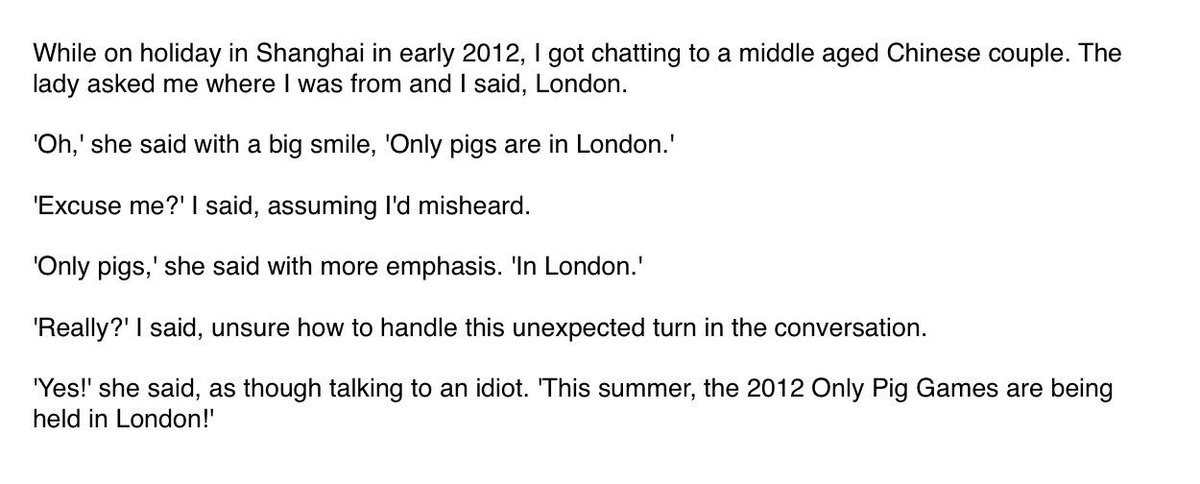 While on holiday in Shanghai in early 2012, I got chatting to a middle aged Chinese couple. The
lady asked me where I was from and I said, London.
'Oh,' she said with a big smile, 'Only pigs are in London.'
'Excuse me?' I said, assuming I'd misheard.
'Only pigs,' she said with more emphasis. 'In London.'
'Really?' I said, unsure how to handle this unexpected turn in the conversation.
'Yes!' she said, as though talking to an idiot. 'This summer, the 2012 Only Pig Games are being
held in London!'